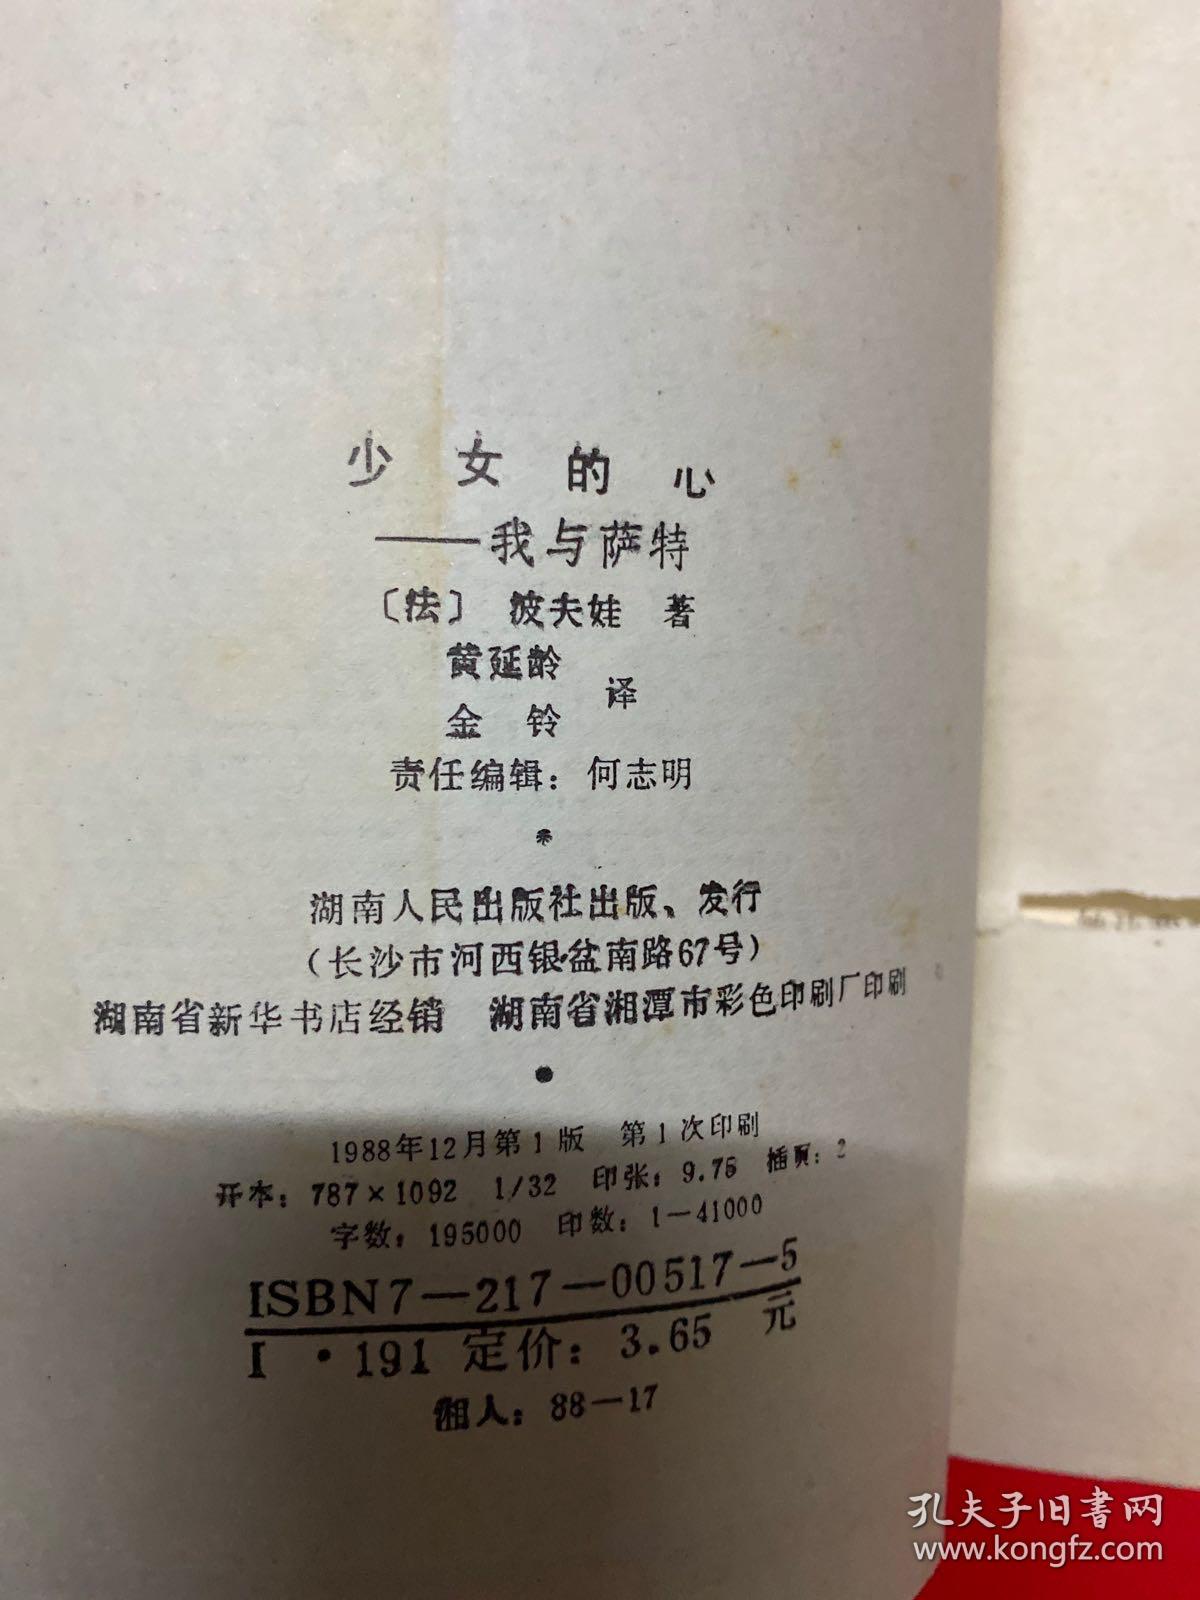 少女的心
——我与萨特
〔法〕 波夫娃 著
黄延龄
金铃 译
责任编辑：何志明
*
湖南人民出版社出版、发行
（长沙市河西银盆南路67号）
湖南省新华书店经销 湖南省湘潭市彩色印刷厂印刷
●
1988年12月第1版 第1次印刷
开本：787×1092 1/32 印张：9.75 插页：2
字数：195000 印数：1—41000
ISBN7—217—00517—5
I·191 定价：3.65 元
湘人：88—17
孔夫子旧书网
www.kongfz.com